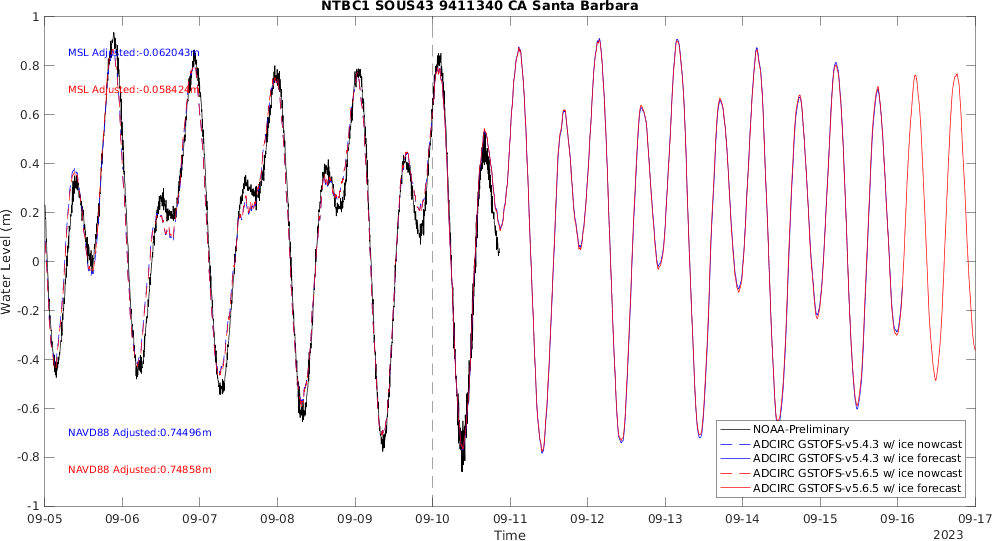 NTBC1 SOUS43 9411340 CA Santa Barbara
1
0.8
0.6
0.4
0.2
0
-0.2
-0.4
-0.6
-0.8
-1
Water Level (m)
MSL Adjusted:-0.062043m
MSL Adjusted:-0.058424m
NAVD88 Adjusted:0.74496m
NAVD88 Adjusted:0.74858m
NOAA-Preliminary
ADCIRC GSTOFS-v5.4.3 w/ ice nowcast
ADCIRC GSTOFS-v5.4.3 w/ ice forecast
ADCIRC GSTOFS-v5.6.5 w/ ice nowcast
ADCIRC GSTOFS-v5.6.5 w/ ice forecast
09-05 09-06 09-07 09-08 09-09 09-10 09-11 09-12 09-13 09-14 09-15 09-16 09-17
Time
2023